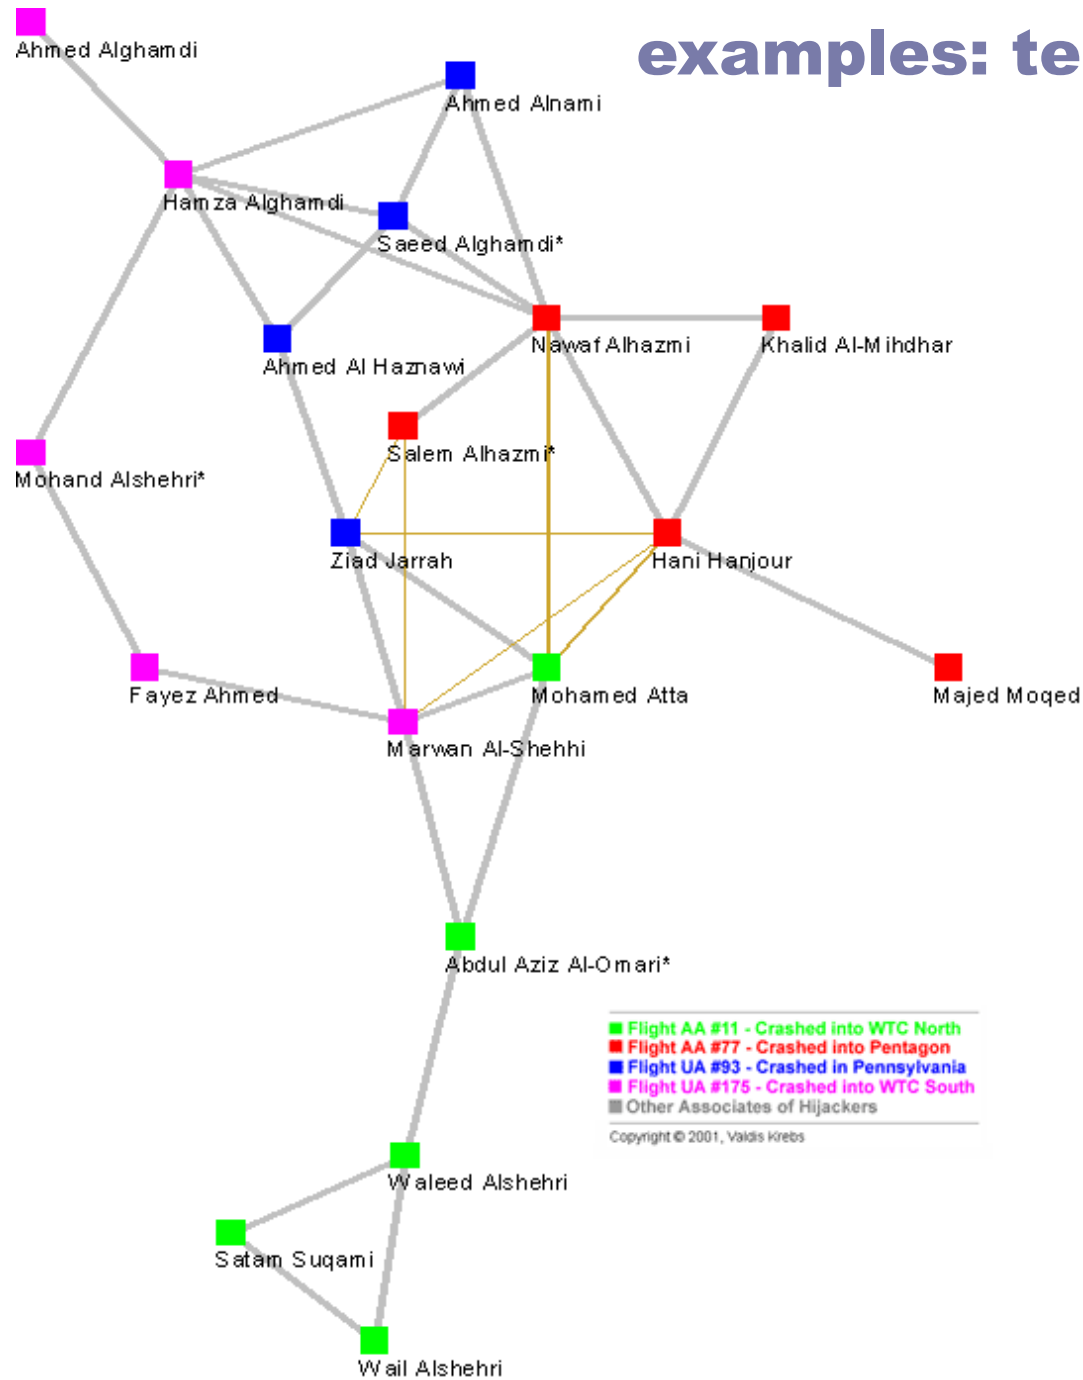 examples: te
Ahmed Alghamdi
Ahmed Alnami
Hamza Alghamdi
Saeed Alghamdi*
Nawaf Alhazmi
Khalid Al-Mihdhar
Ahmed Al Haznawi
Salem Alhazmi*
Mohand Alshehri*
Ziad Jarrah
Hani Hanjour
Fayez Ahmed
Mohamed Atta
Majed Moqed
Marwan Al-Shehhi
Abdul Aziz Al-Omari*
Flight AA #11 - Crashed into WTC North
Flight AA #77 - Crashed into Pentagon
Flight UA #93 - Crashed in Pennsylvania
Flight UA #175 - Crashed into WTC South
Other Associates of Hijackers
Copyright © 2001, Valdis Krebs
Waleed Alshehri
Satam Suqami
Wail Alshehri